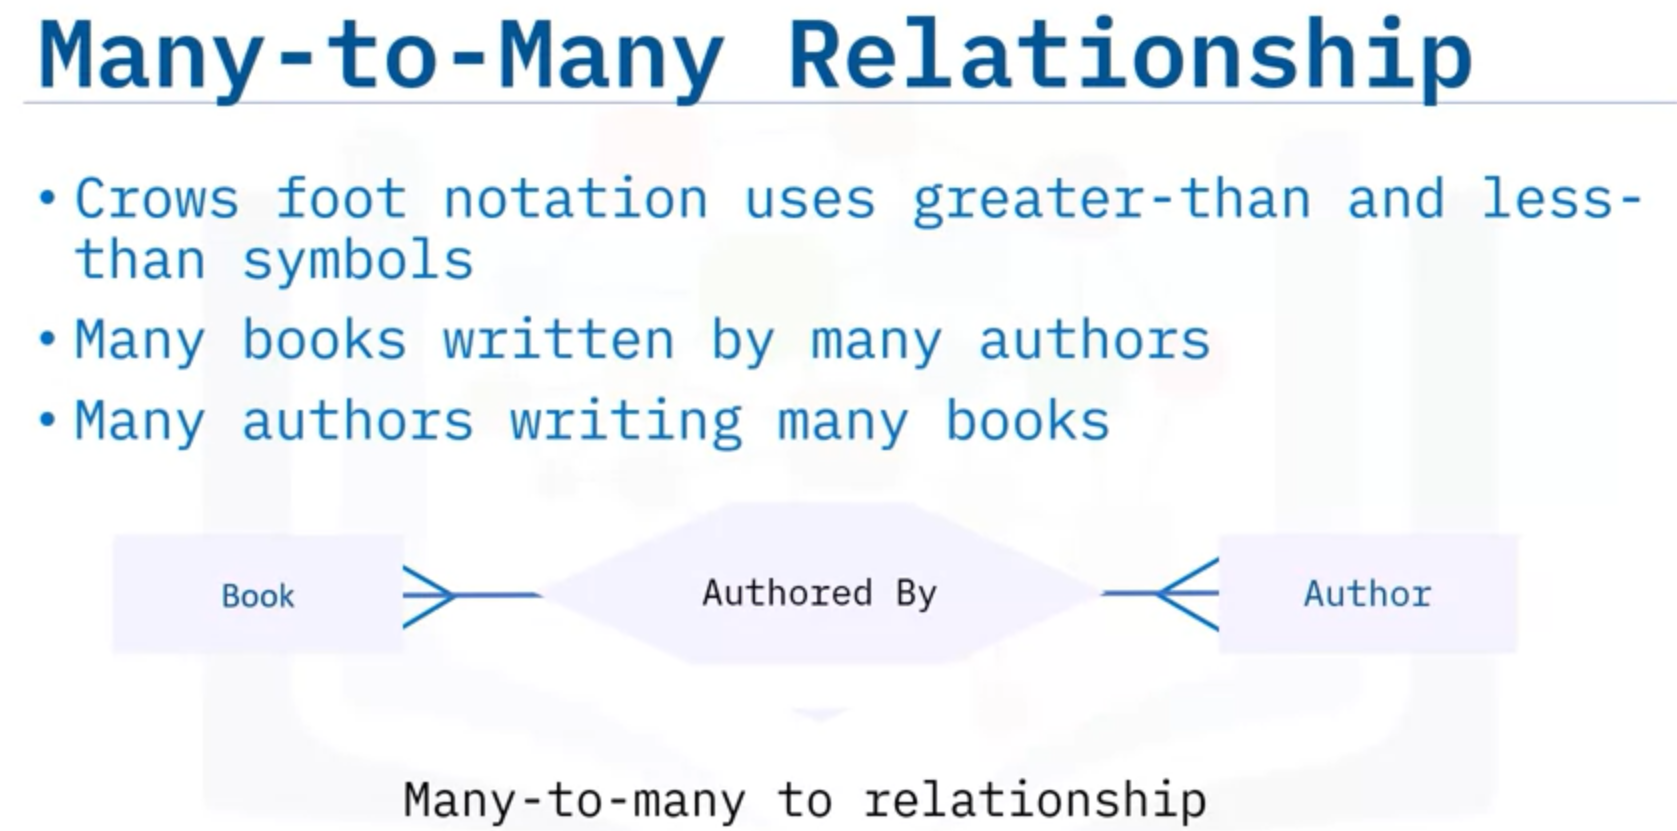 Many-to-Many Relationship
• Crows foot notation uses greater-than and less-
than symbols
• Many books written by many authors
• Many authors writing many books
Book
Authored By
Author
Many-to-many to relationship